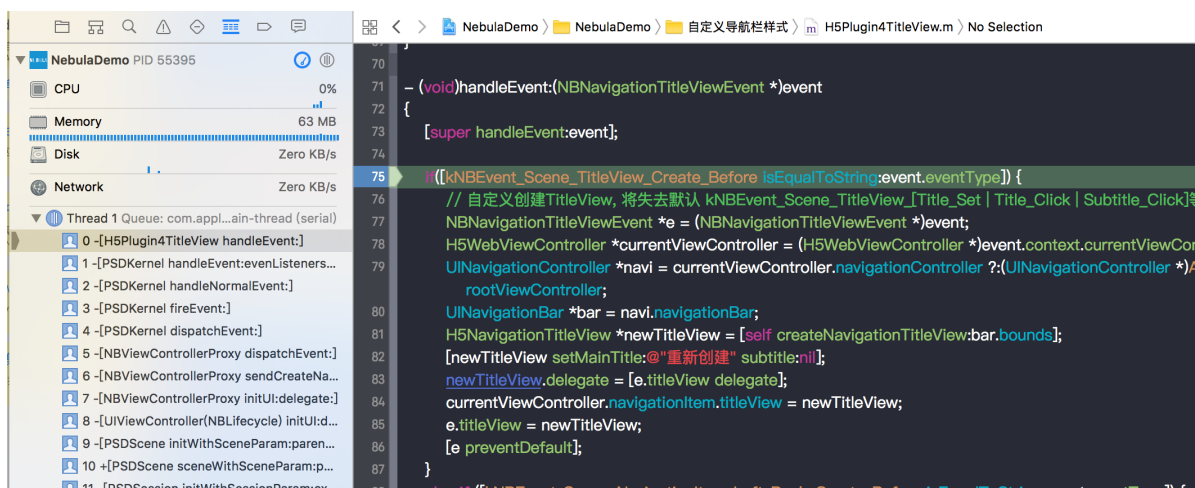 NebulaDemo PID 55395
CPU 0%
Memory 63 MB
Disk Zero KB/s
Network Zero KB/s
Thread 1 Queue: com.appl...ain-thread (serial)
0 -[H5Plugin4TitleView handleEvent:]
1 -[PSDKernel handleEvent:evenListeners...
2 -[PSDKernel handleNormalEvent:]
3 -[PSDKernel fireEvent:]
4 -[PSDKernel dispatchEvent:]
5 -[NBViewControllerProxy dispatchEvent:]
6 -[NBViewControllerProxy sendCreateNa...
7 -[NBViewControllerProxy initUI:delegate:]
8 -[UIViewController(NBLifecycle) initUI:d...
9 -[PSDScene initWithSceneParam:paren...
10 +[PSDScene sceneWithSceneParam:p...
NebulaDemo 〉 NebulaDemo 〉 自定义导航栏样式 〉 m H5Plugin4TitleView.m 〉 No Selection
70
71 - (void)handleEvent:(NBNavigationTitleViewEvent *)event
72 {
73 [super handleEvent:event];
74
75 if([kNBEvent_Scene_TitleView_Create_Before isEqualToString:event.eventType]) {
76 // 自定义创建TitleView, 将失去默认 kNBEvent_Scene_TitleView_[Title_Set | Title_Click | Subtitle_Click]
77 NBNavigationTitleViewEvent *e = (NBNavigationTitleViewEvent *)event;
78 H5WebViewController *currentViewController = (H5WebViewController *)event.context.currentViewCon
79 UINavigationController *navi = currentViewController.navigationController ?:(UINavigationController *)
rootViewController;
80 UINavigationBar *bar = navi.navigationBar;
81 H5NavigationTitleView *newTitleView = [self createNavigationTitleView:bar.bounds];
82 [newTitleView setMainTitle:@"重新创建" subtitle:nil];
83 newTitleView.delegate = [e.titleView delegate];
84 currentViewController.navigationItem.titleView = newTitleView;
85 e.titleView = newTitleView;
86 [e preventDefault];
87 }